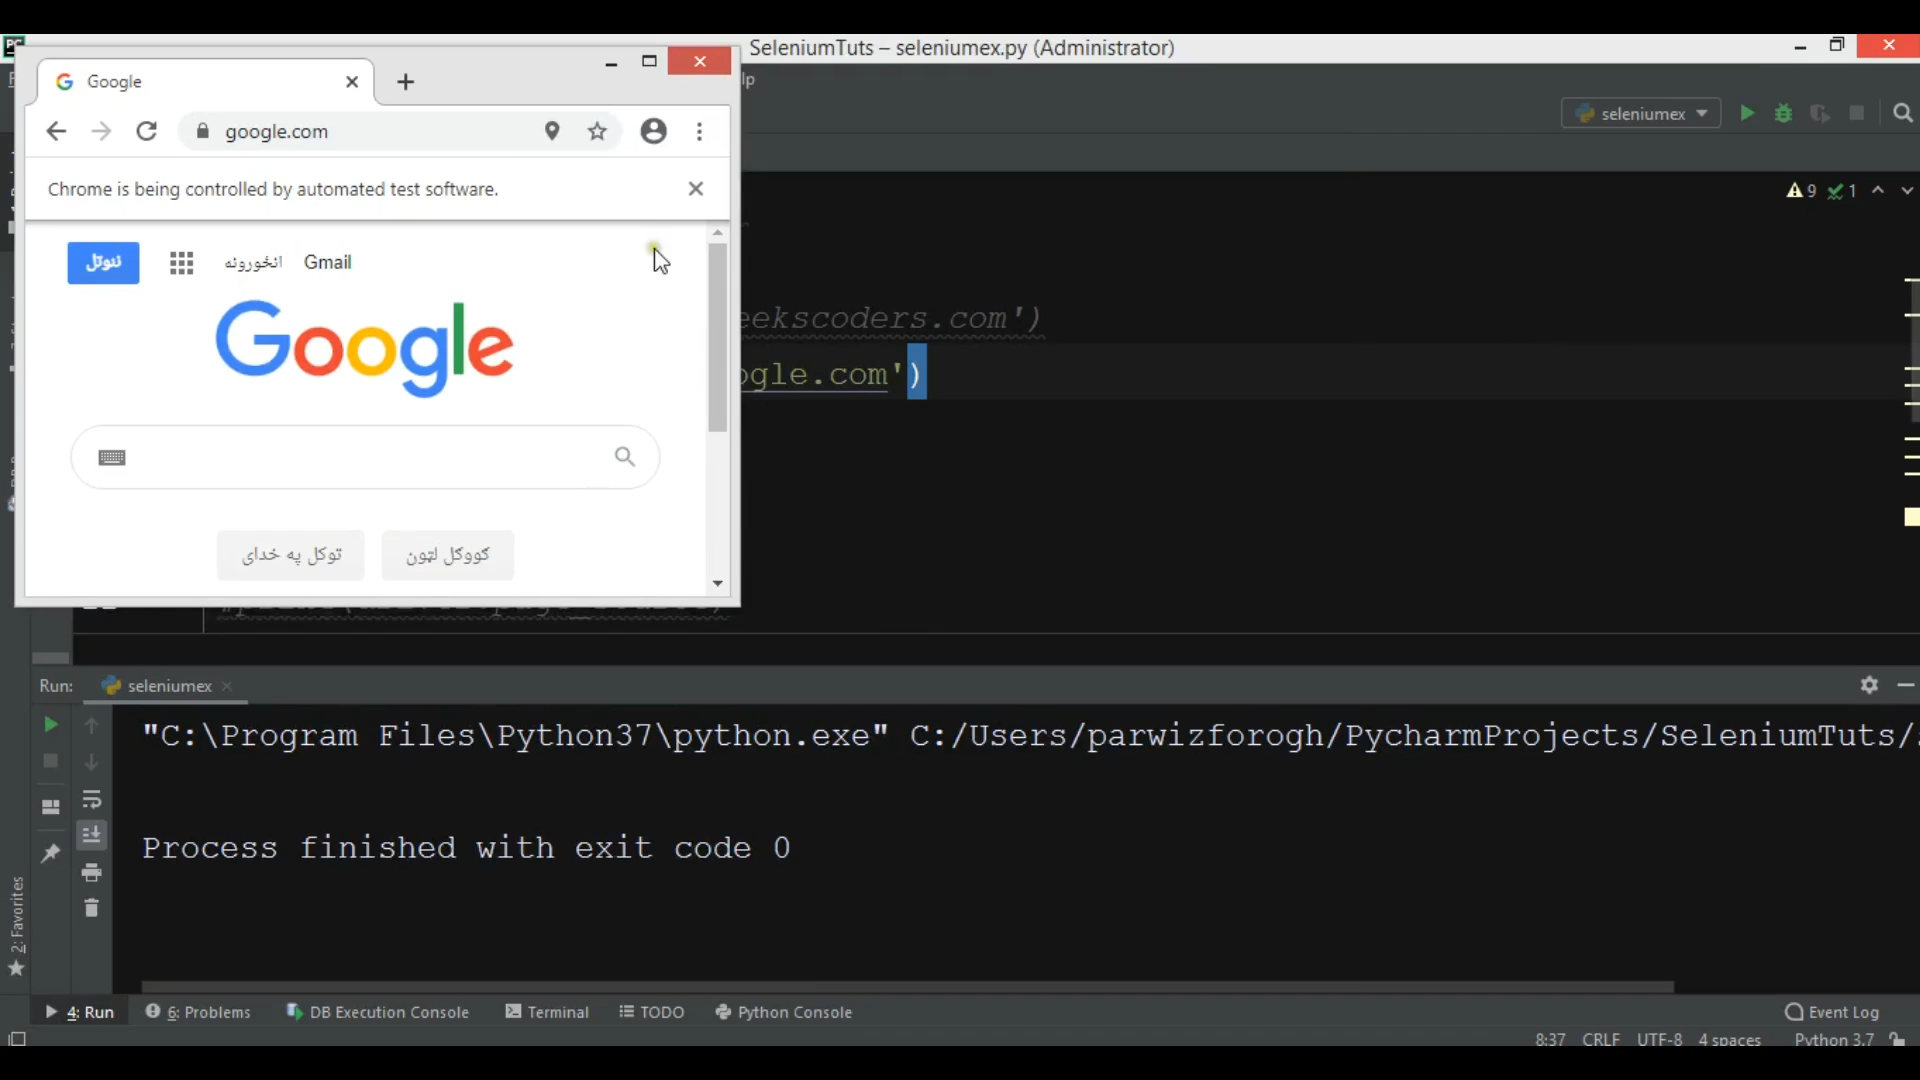 SeleniumTuts – seleniumex.py (Administrator)
Google
lp
seleniumex
google.com
Chrome is being controlled by automated test software.
9 1
ننوتل
انځورونه
Gmail
Google
eekscoders.com')
ogle.com')
توکل په خدای
ګووګل لټون
Run:
seleniumex
"C:\Program Files\Python37\python.exe" C:/Users/parwizforogh/PycharmProjects/SeleniumTuts/
Process finished with exit code 0
2: Favorites
4: Run
6: Problems
DB Execution Console
Terminal
TODO
Python Console
Event Log
8:37 CRLF UTF-8 4 spaces Python 3.7